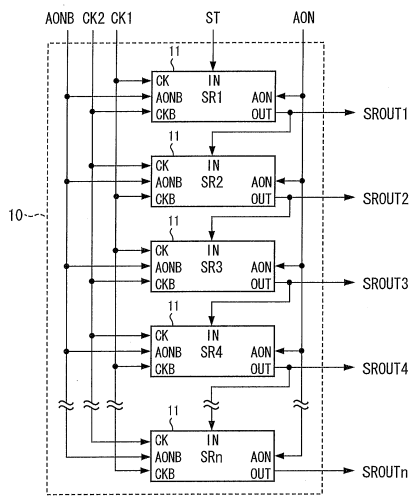 AONB CK2 CK1 ST AON
11
CK IN
AONB SR1 AON
CKB OUT
SROUT1
11
CK IN
AONB SR2 AON
CKB OUT
SROUT2
10
11
CK IN
AONB SR3 AON
CKB OUT
SROUT3
11
CK IN
AONB SR4 AON
CKB OUT
SROUT4
11
CK IN
AONB SRn AON
CKB OUT
SROUTn